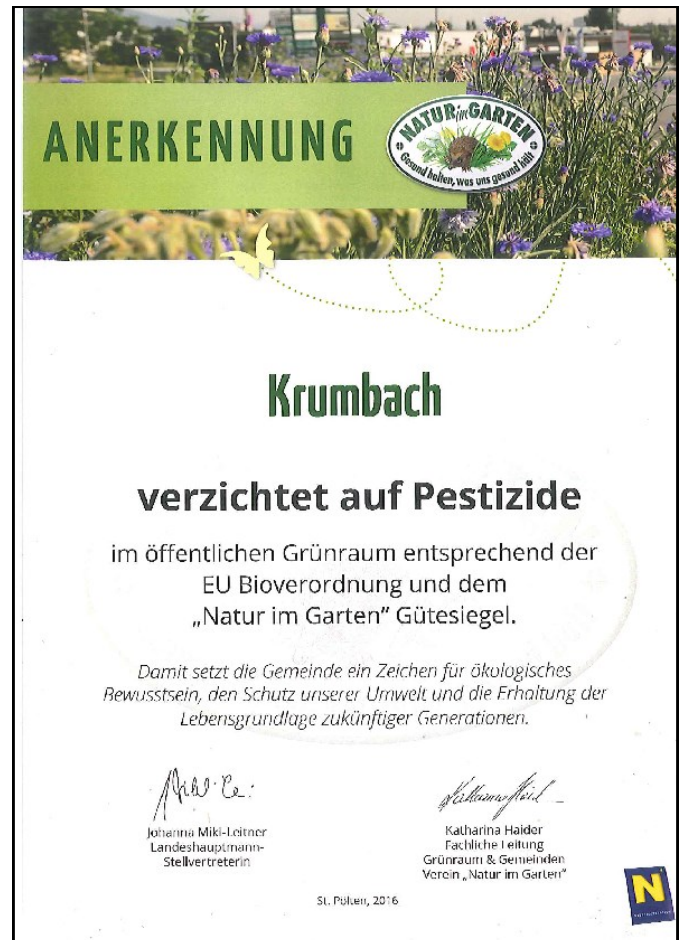 ANERKENNUNG
NATUR im GARTEN
Gesund halten, was uns gesund hält
Krumbach
verzichtet auf Pestizide
im öffentlichen Grünraum entsprechend der
EU Bioverordnung und dem
„Natur im Garten“ Gütesiegel.
Damit setzt die Gemeinde ein Zeichen für ökologisches
Bewusstsein, den Schutz unserer Umwelt und die Erhaltung der
Lebensgrundlage zukünftiger Generationen.
Johanna Mikl-Leitner
Landeshauptmann-
Stellvertreterin
Katharina Haider
Fachliche Leitung
Grünraum & Gemeinden
Verein „Natur im Garten“
St. Pölten, 2016
N